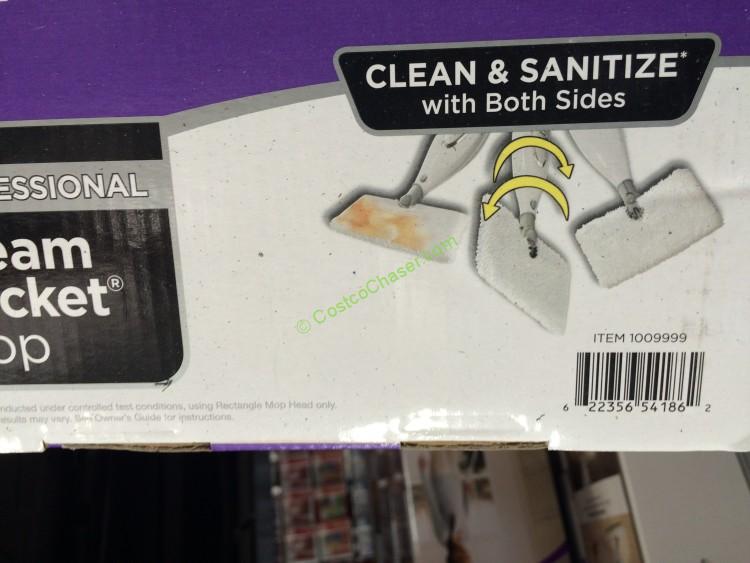 CLEAN & SANITIZE*
with Both Sides
ESSIONAL
eam
cket®
op
© CostcoChaser.com
ITEM 1009999
6 22356 54186 2
nducted under controlled test conditions, using Rectangle Mop Head only.
esults may vary. See Owner's Guide for instructions.